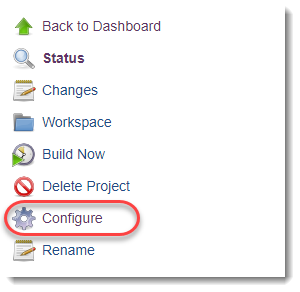 Back to Dashboard
Status
Changes
Workspace
Build Now
Delete Project
Configure
Rename